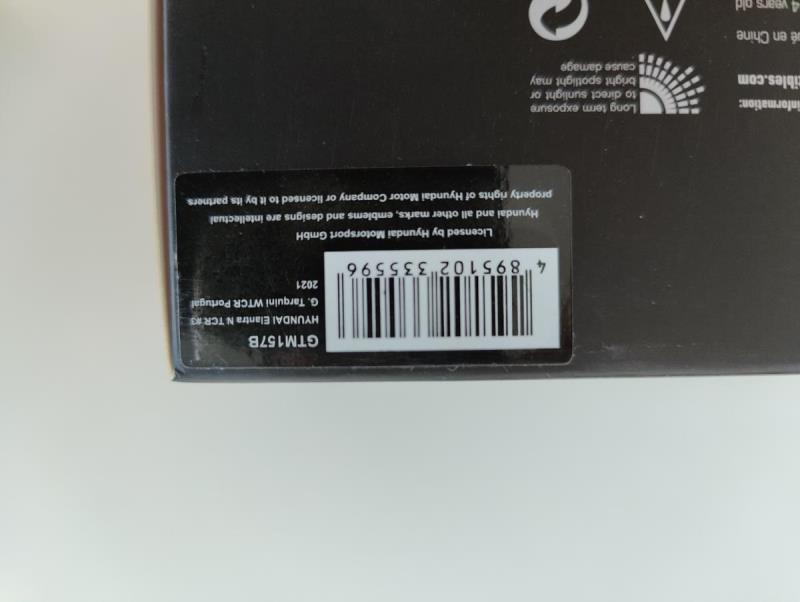 GTM157B
HYUNDAI Elantra N TCR #3
G. Tarquini WTCR Portugal
2021
4 895102 335596
Licensed by Hyundai Motorsport GmbH
Hyundai and all other marks, emblems and designs are intellectual
property rights of Hyundai Motor Company or licensed to it by its partners
information:
ibles.com
ué en Chine
4 years old
Long term exposure
to direct sunlight or
bright spotlight may
cause damage